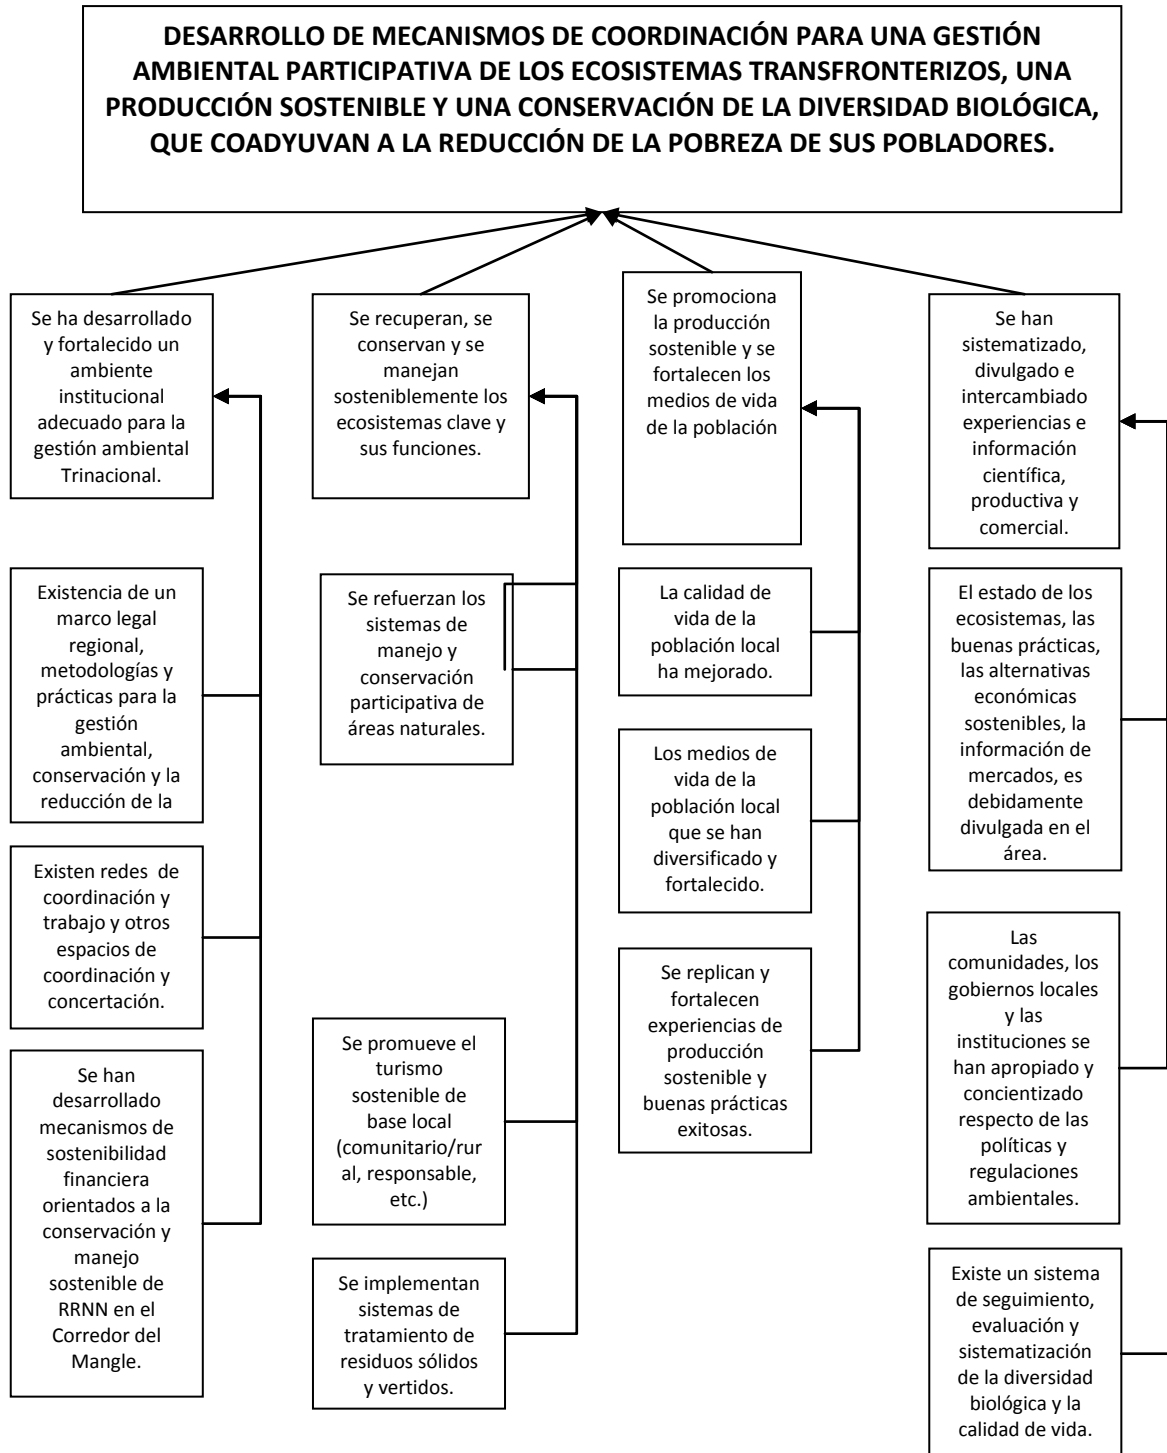 DESARROLLO DE MECANISMOS DE COORDINACIÓN PARA UNA GESTIÓN
AMBIENTAL PARTICIPATIVA DE LOS ECOSISTEMAS TRANSFRONTERIZOS, UNA
PRODUCCIÓN SOSTENIBLE Y UNA CONSERVACIÓN DE LA DIVERSIDAD BIOLÓGICA,
QUE COADYUVAN A LA REDUCCIÓN DE LA POBREZA DE SUS POBLADORES.
Se ha desarrollado
y fortalecido un
ambiente
institucional
adecuado para la
gestión ambiental
Trinacional.
Existencia de un
marco legal
regional,
metodologías y
prácticas para la
gestión
ambiental,
conservación y la
reducción de la
Existen redes de
coordinación y
trabajo y otros
espacios de
coordinación y
concertación.
Se han
desarrollado
mecanismos de
sostenibilidad
financiera
orientados a la
conservación y
manejo
sostenible de
RRNN en el
Corredor del
Mangle.
Se recuperan, se
conservan y se
manejan
sosteniblemente los
ecosistemas clave y
sus funciones.
Se refuerzan los
sistemas de
manejo y
conservación
participativa de
áreas naturales.
Se promueve el
turismo
sostenible de
base local
(comunitario/rur
al, responsable,
etc.)
Se implementan
sistemas de
tratamiento de
residuos sólidos
y vertidos.
Se promociona
la producción
sostenible y se
fortalecen los
medios de vida
de la población
La calidad de
vida de la
población local
ha mejorado.
Los medios de
vida de la
población local
que se han
diversificado y
fortalecido.
Se replican y
fortalecen
experiencias de
producción
sostenible y
buenas prácticas
exitosas.
Se han
sistematizado,
divulgado e
intercambiado
experiencias e
información
científica,
productiva y
comercial.
El estado de los
ecosistemas, las
buenas prácticas,
las alternativas
económicas
sostenibles, la
información de
mercados, es
debidamente
divulgada en el
área.
Las
comunidades, los
gobiernos locales
y las
instituciones se
han apropiado y
concientizado
respecto de las
políticas y
regulaciones
ambientales.
Existe un sistema
de seguimiento,
evaluación y
sistematización
de la diversidad
biológica y la
calidad de vida.